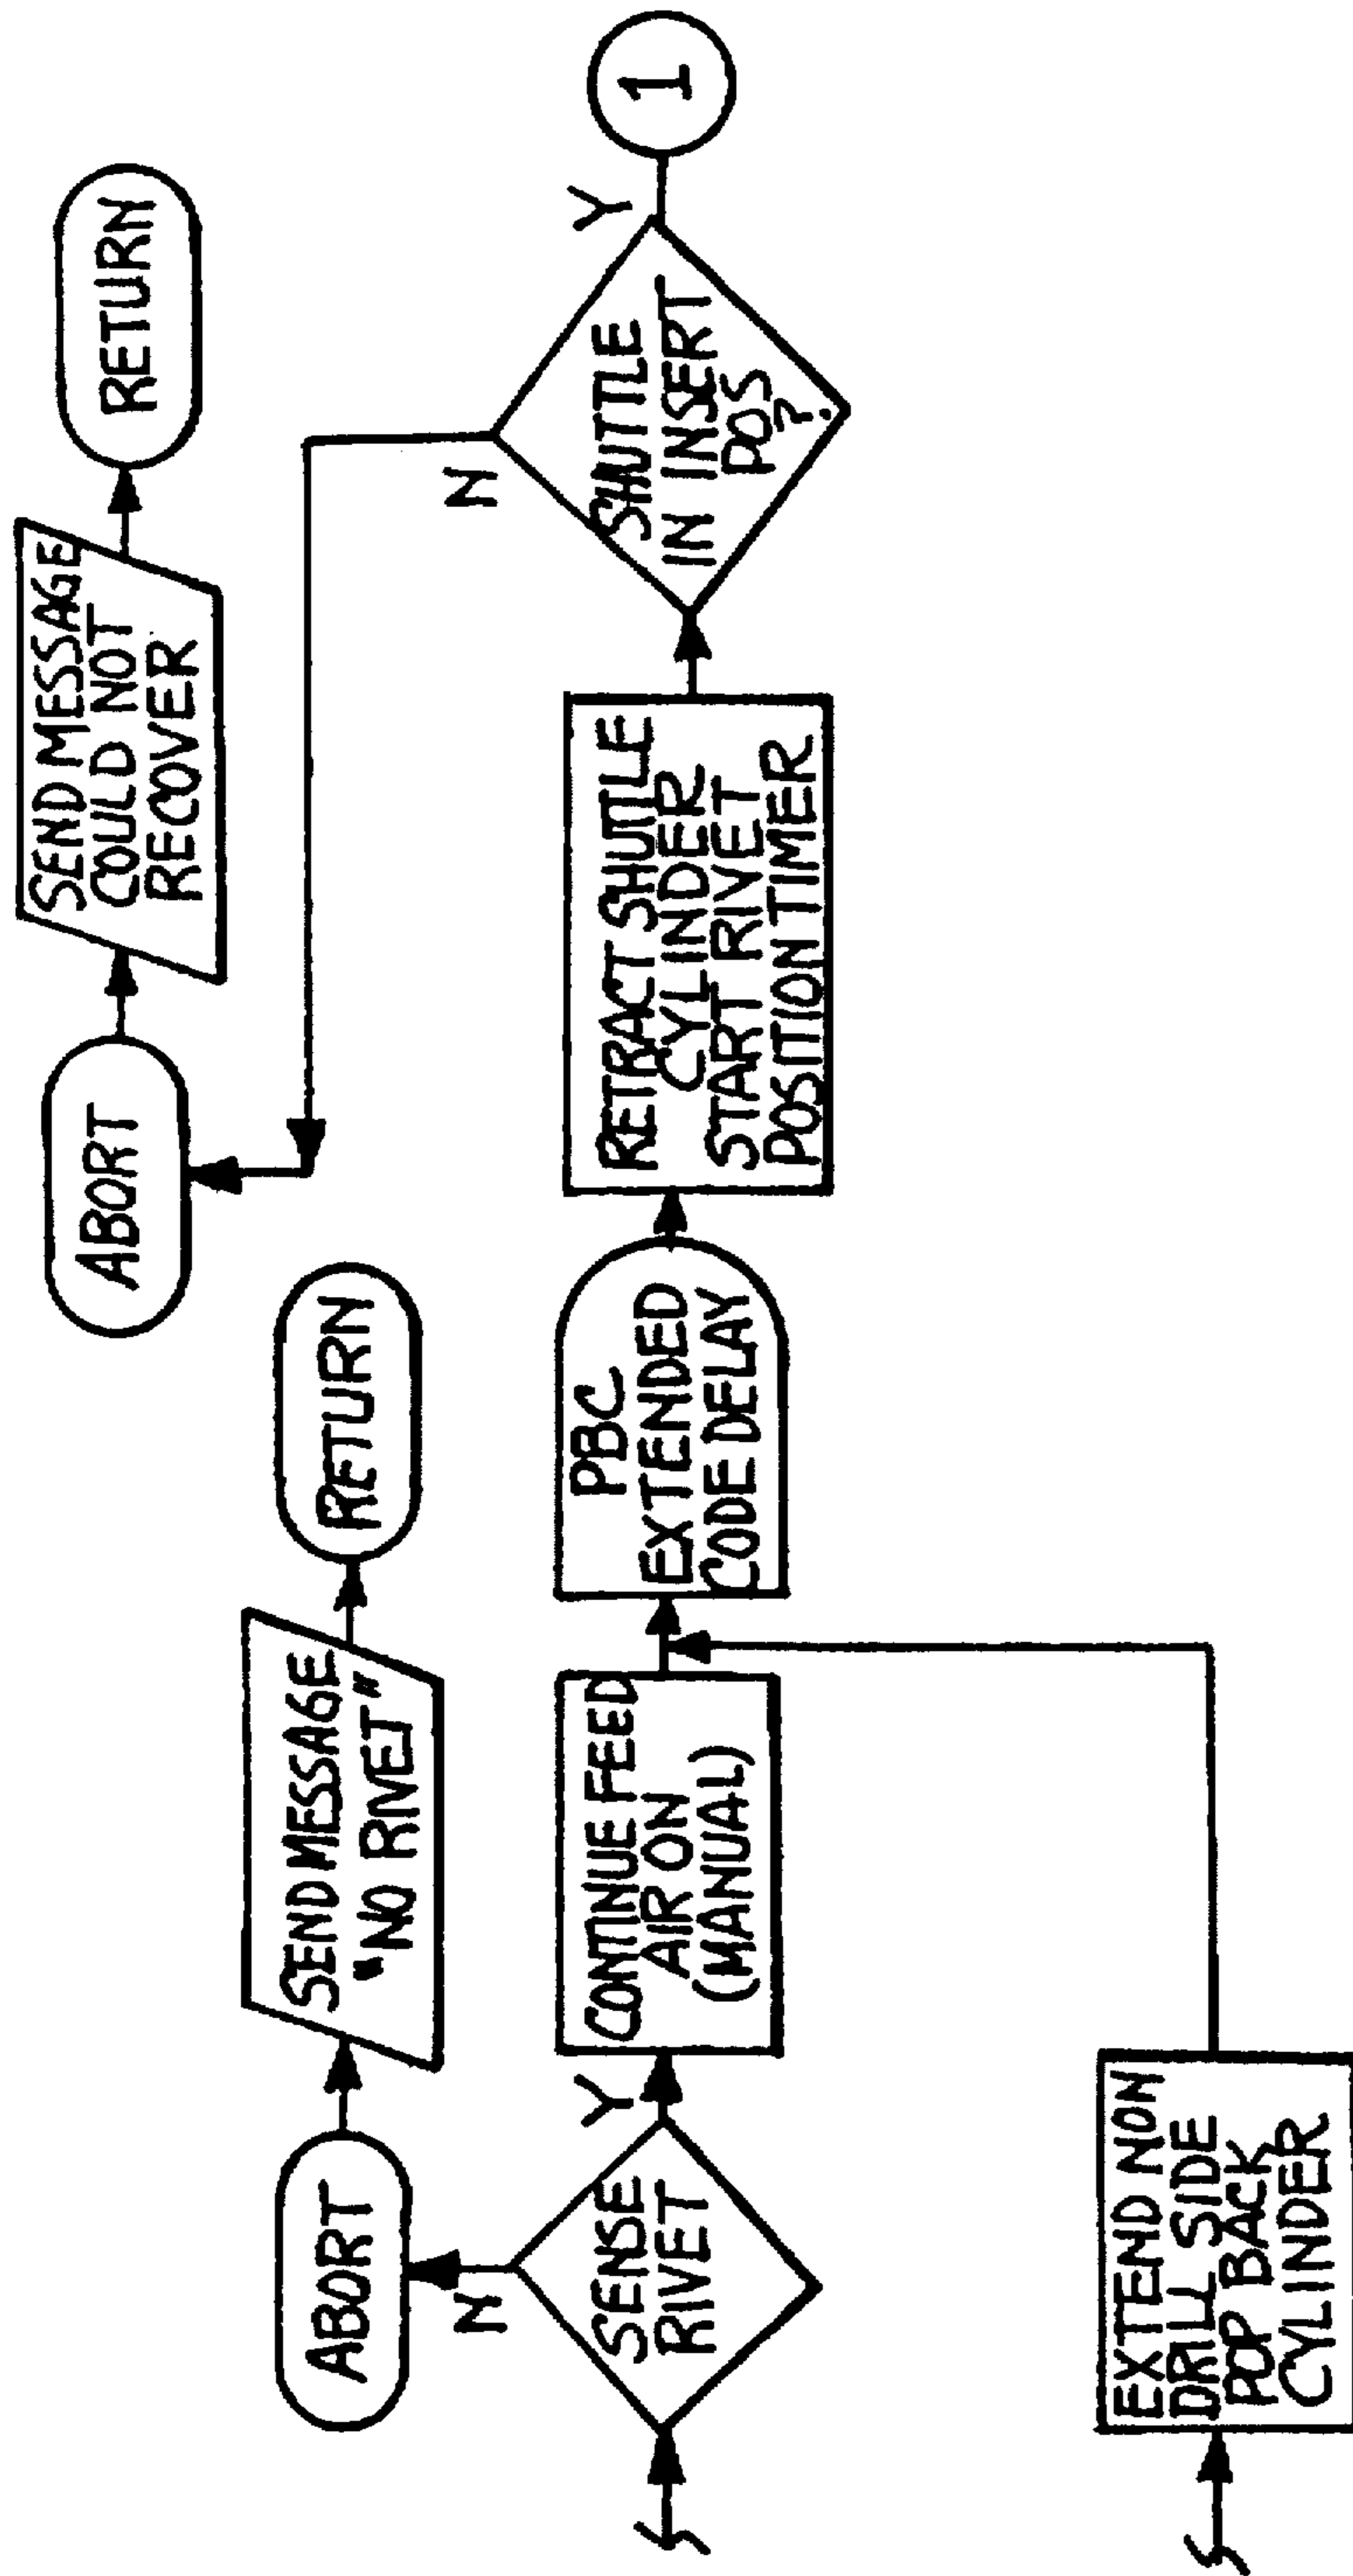 ABORT
SEND MESSAGE
COULD NOT
RECOVER
RETURN
ABORT
SEND MESSAGE
"NO RIVET"
RETURN
N
N
SENSE
RIVET
Y
CONTINUE FEED
AIR ON
(MANUAL)
PBC
EXTENDED
CODE DELAY
RETRACT SHUTTLE
CYLINDER
START RIVET
POSITION TIMER
SHUTTLE
IN INSERT
POS
?
Y
1
EXTEND NON
DRILL SIDE
POP BACK
CYLINDER